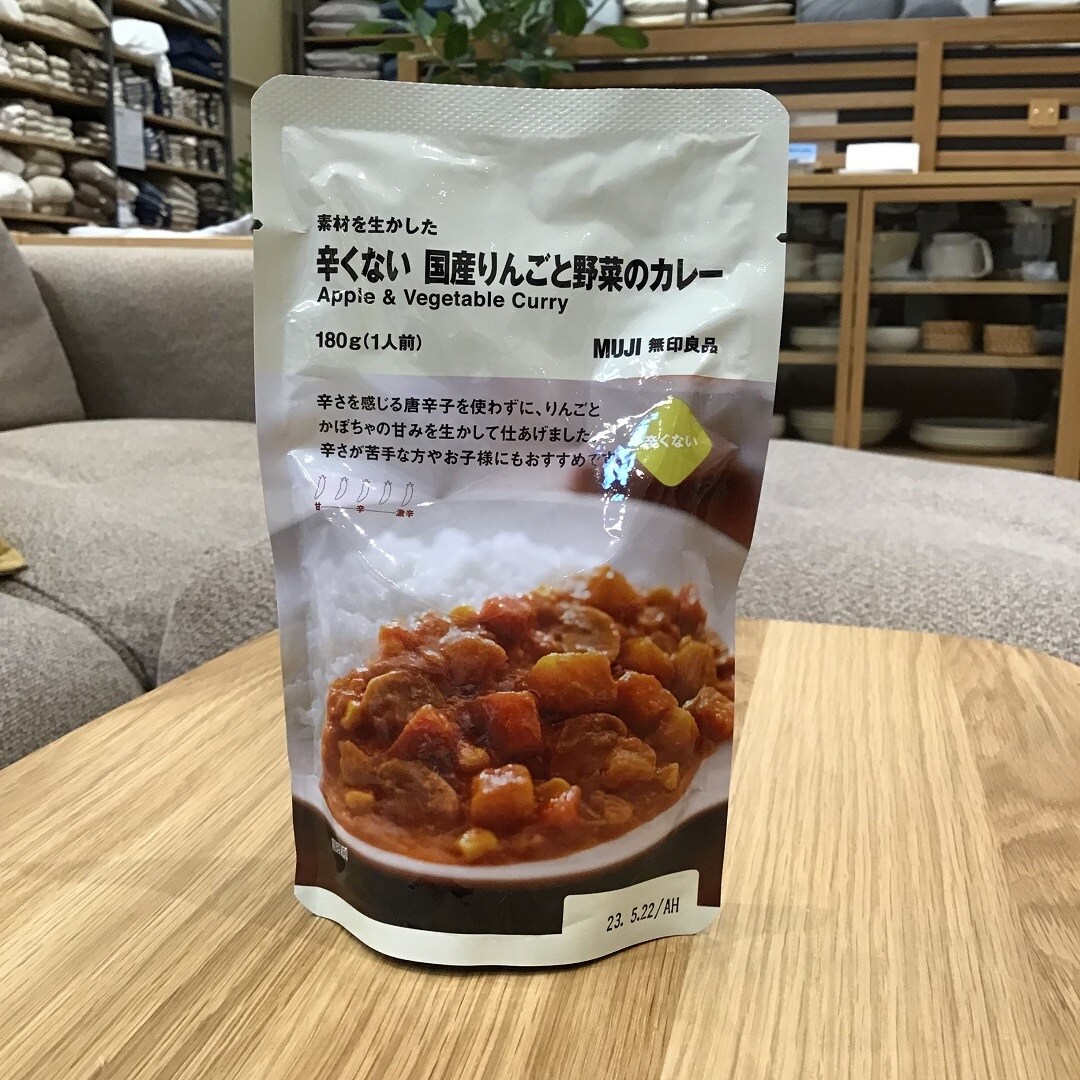 素材を生かした
辛くない 国産りんごと野菜のカレー
Apple & Vegetable Curry
180g(1人前)
MUJI 無印良品
辛さを感じる唐辛子を使わずに、りんごと
かぼちゃの甘みを生かして仕あげました
辛さが苦手な方やお子様にもおすすめです
辛くない
甘 辛 激辛
23. 5.22/AH